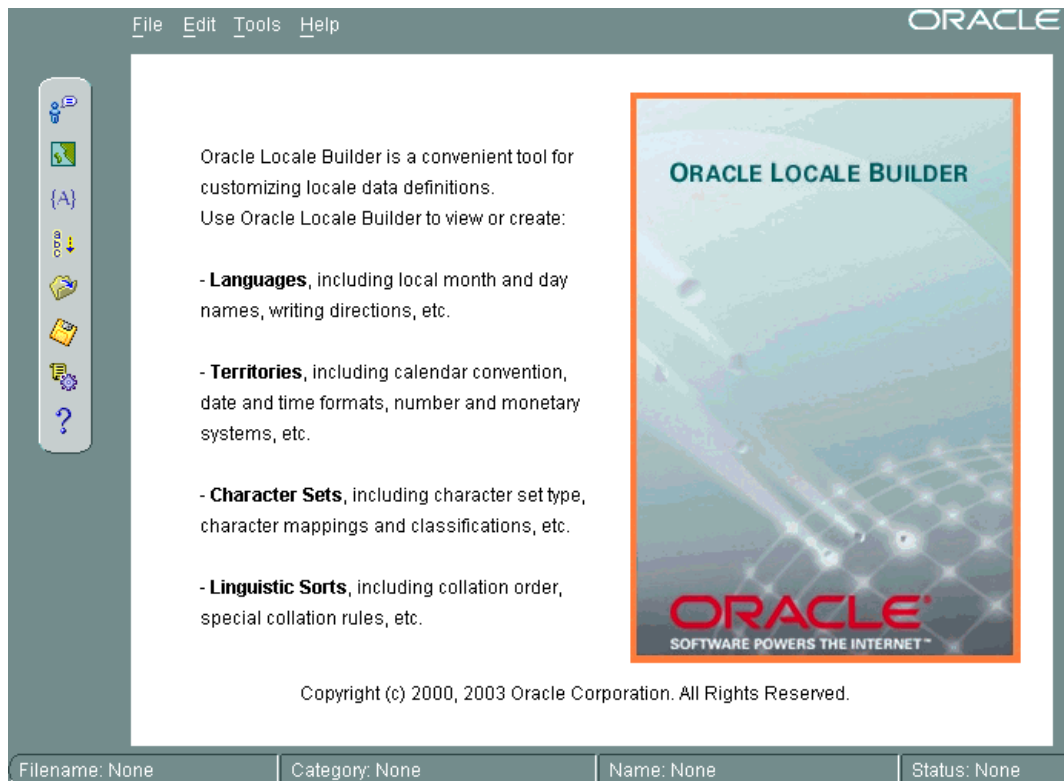 File Edit Tools Help
ORACLE
{A}
a
b
c
?
Oracle Locale Builder is a convenient tool for
customizing locale data definitions.
Use Oracle Locale Builder to view or create:
- Languages, including local month and day
names, writing directions, etc.
- Territories, including calendar convention,
date and time formats, number and monetary
systems, etc.
- Character Sets, including character set type,
character mappings and classifications, etc.
- Linguistic Sorts, including collation order,
special collation rules, etc.
ORACLE LOCALE BUILDER
ORACLE®
SOFTWARE POWERS THE INTERNET™
Copyright (c) 2000, 2003 Oracle Corporation. All Rights Reserved.
Filename: None Category: None Name: None Status: None